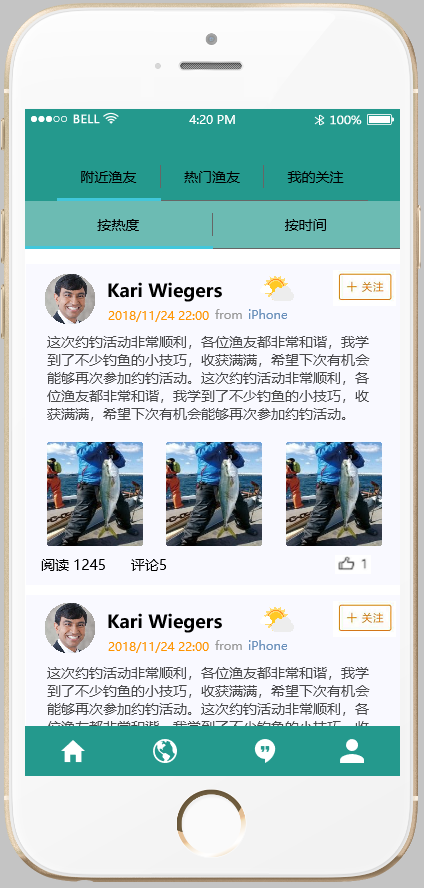 BELL 4:20 PM 100%
附近渔友 热门渔友 我的关注
按热度 按时间
Kari Wiegers + 关注
2018/11/24 22:00 from iPhone
这次约钓活动非常顺利，各位渔友都非常和谐，我学
到了不少钓鱼的小技巧，收获满满，希望下次有机会
能够再次参加约钓活动。这次约钓活动非常顺利，各
位渔友都非常和谐，我学到了不少钓鱼的小技巧，收
获满满，希望下次有机会能够再次参加约钓活动。
阅读 1245 评论5 1
Kari Wiegers + 关注
2018/11/24 22:00 from iPhone
这次约钓活动非常顺利，各位渔友都非常和谐，我学
到了不少钓鱼的小技巧，收获满满，希望下次有机会
能够再次参加约钓活动。这次约钓活动非常顺利，各
位渔友都非常和谐，我学到了不少钓鱼的小技巧，收